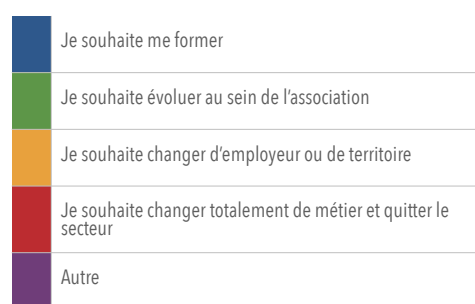 Je souhaite me former
Je souhaite évoluer au sein de l’association
Je souhaite changer d’employeur ou de territoire
Je souhaite changer totalement de métier et quitter le
secteur
Autre